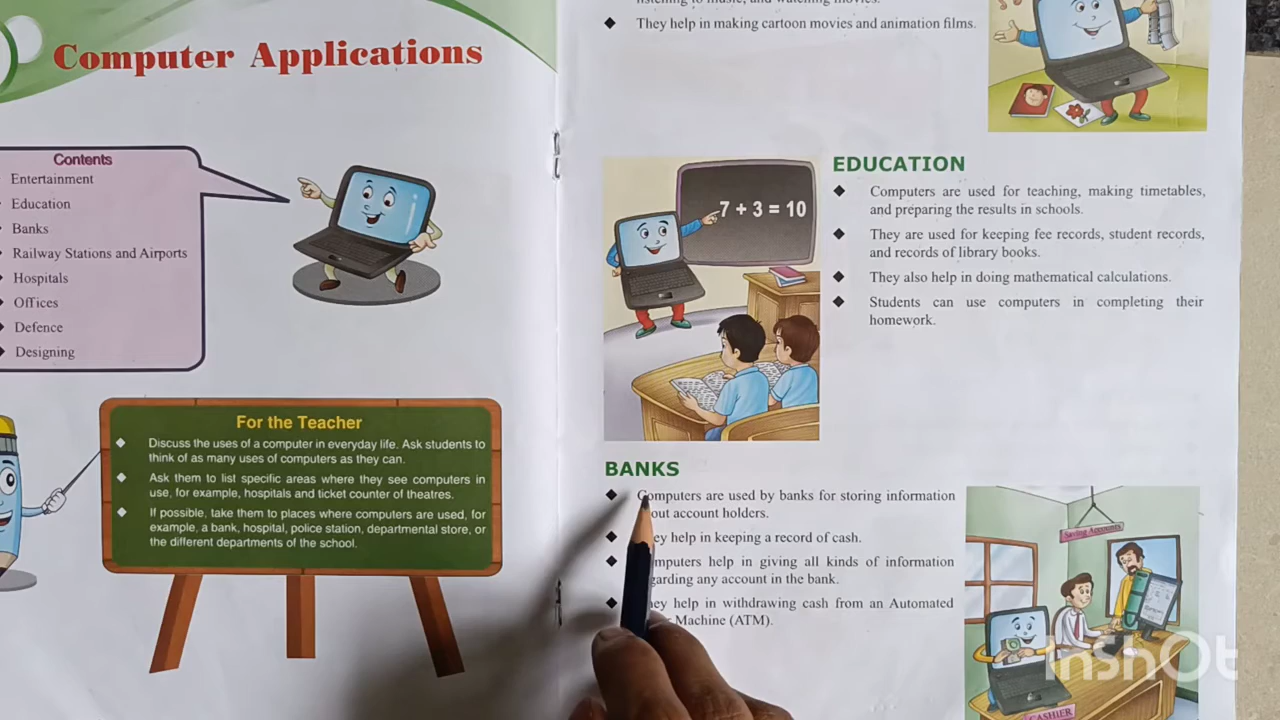 Computer Applications
Contents
Entertainment
Education
Banks
Railway Stations and Airports
Hospitals
Offices
Defence
Designing
For the Teacher
Discuss the uses of a computer in everyday life. Ask students to
think of as many uses of computers as they can.
Ask them to list specific areas where they see computers in
use, for example, hospitals and ticket counter of theatres.
If possible, take them to places where computers are used, for
example, a bank, hospital, police station, departmental store, or
the different departments of the school.
listening to music, and watching movies.
They help in making cartoon movies and animation films.
7 + 3 = 10
EDUCATION
Computers are used for teaching, making timetables,
and preparing the results in schools.
They are used for keeping fee records, student records,
and records of library books.
They also help in doing mathematical calculations.
Students can use computers in completing their
homework.
BANKS
Computers are used by banks for storing information
account holders.
help in keeping a record of cash.
help in giving all kinds of information
any account in the bank.
help in withdrawing cash from an Automated
Machine (ATM).
Saving Accounts
CASHIER
InShOt